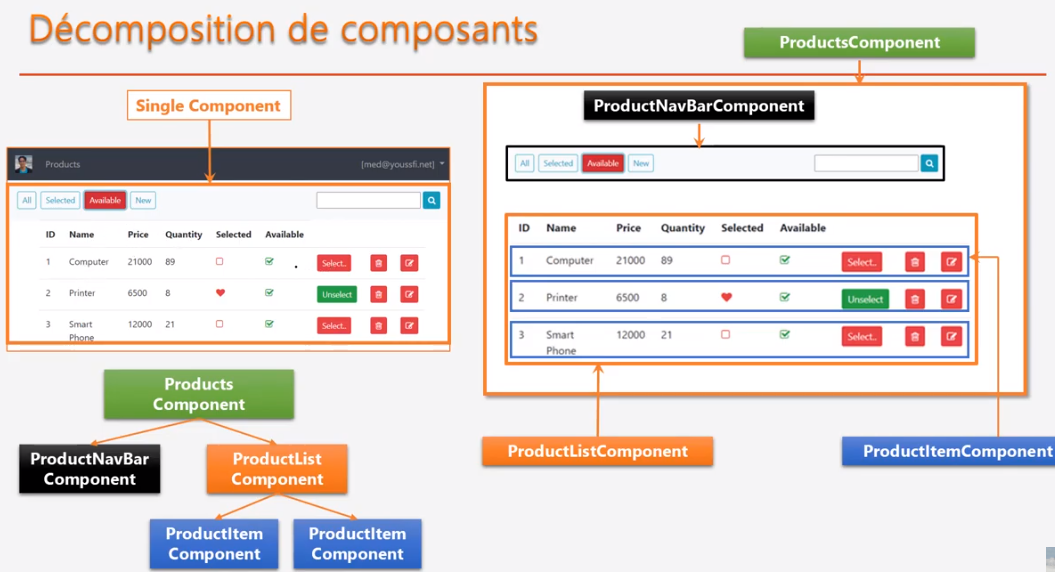 Décomposition de composants
ProductsComponent
Single Component
ProductNavBarComponent
Products
[med@youssfi.net]
All Selected Available New
ID Name Price Quantity Selected Available
1 Computer 21000 89 Select..
2 Printer 6500 8 Unselect
3 Smart Phone 12000 21 Select..
All Selected Available New
ID Name Price Quantity Selected Available
1 Computer 21000 89 Select..
2 Printer 6500 8 Unselect
3 Smart Phone 12000 21 Select..
Products
Component
ProductNavBar
Component
ProductList
Component
ProductItem
Component
ProductItem
Component
ProductListComponent
ProductItemComponent